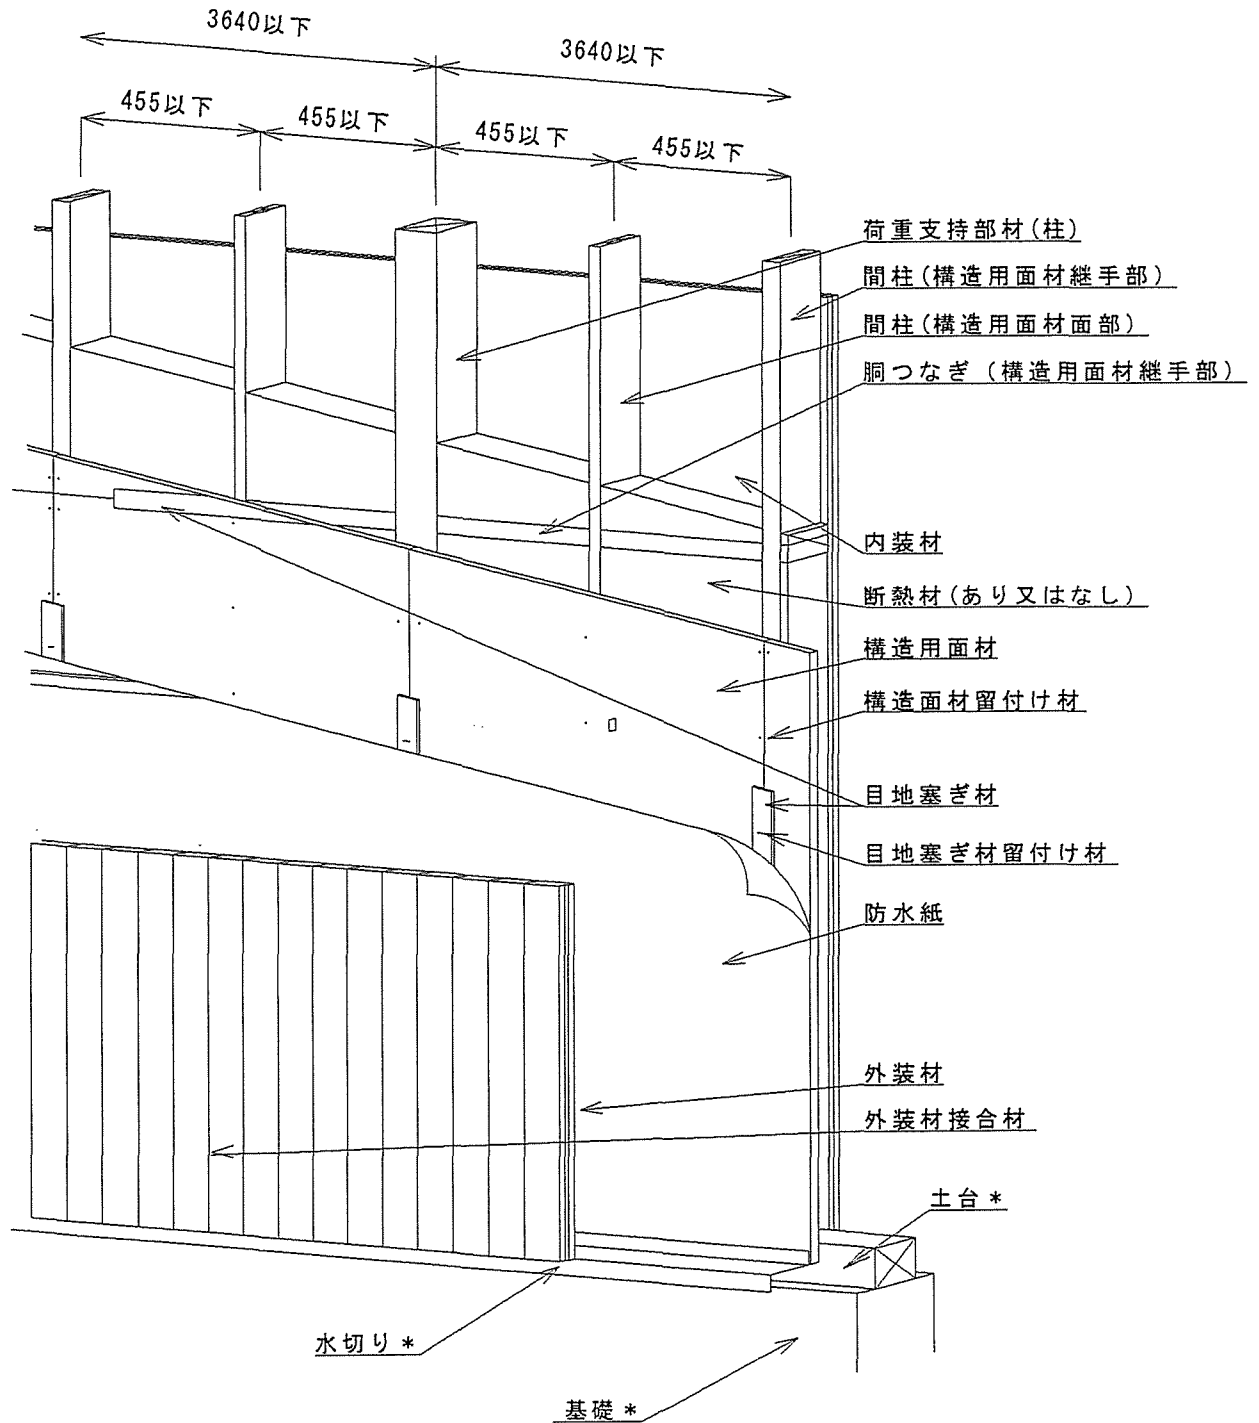 3640以下
3640以下
455以下
455以下
455以下
455以下
荷重支持部材(柱)
間柱(構造用面材継手部)
間柱(構造用面材面部)
胴つなぎ(構造用面材継手部)
内装材
断熱材(あり又はなし)
構造用面材
構造面材留付け材
目地塞ぎ材
目地塞ぎ材留付け材
防水紙
外装材
外装材接合材
土台*
水切り*
基礎*